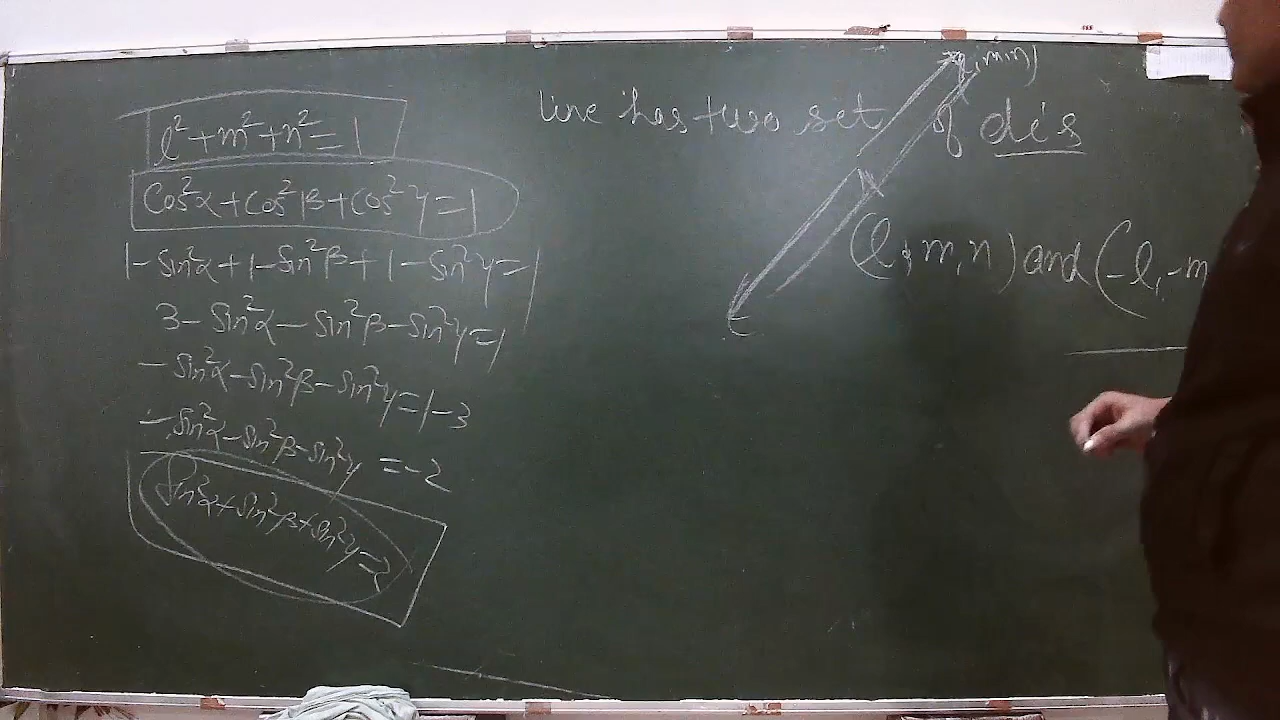 l²+m²+n²=1
Cos²α+Cos²β+Cos²γ=1
1-Sin²α+1-Sin²β+1-Sin²γ=1
3-Sin²α-Sin²β-Sin²γ=1
-Sin²α-Sin²β-Sin²γ=1-3
-Sin²α-Sin²β-Sin²γ=-2
Sin²α+Sin²β+Sin²γ=2
(l,m,n)
line has two set of dc's
(l,m,n) and (-l,-m